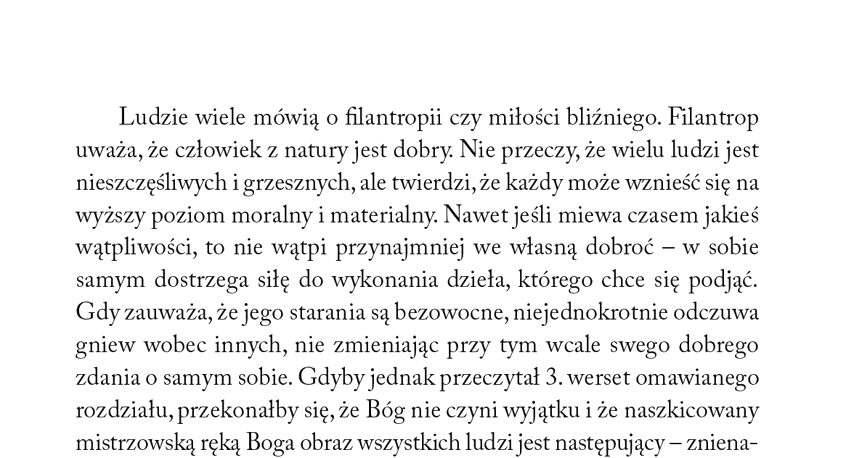 Ludzie wiele mówią o filantropii czy miłości bliźniego. Filantrop
uważa, że człowiek z natury jest dobry. Nie przeczy, że wielu ludzi jest
nieszczęśliwych i grzesznych, ale twierdzi, że każdy może wznieść się na
wyższy poziom moralny i materialny. Nawet jeśli miewa czasem jakieś
wątpliwości, to nie wątpi przynajmniej we własną dobroć – w sobie
samym dostrzega siłę do wykonania dzieła, którego chce się podjąć.
Gdy zauważa, że jego starania są bezowocne, niejednokrotnie odczuwa
gniew wobec innych, nie zmieniając przy tym wcale swego dobrego
zdania o samym sobie. Gdyby jednak przeczytał 3. werset omawianego
rozdziału, przekonałby się, że Bóg nie czyni wyjątku i że naszkicowany
mistrzowską ręką Boga obraz wszystkich ludzi jest następujący – zniena-